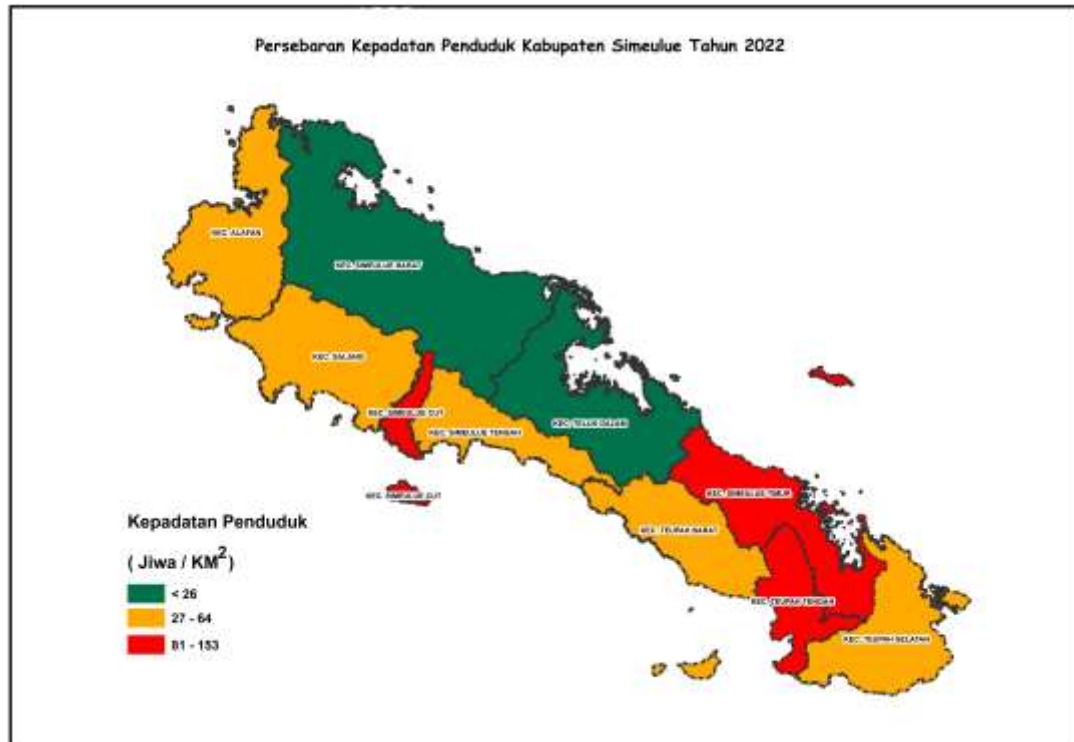 Persebaran Kepadatan Penduduk Kabupaten Simeulue Tahun 2022
KEC. ALAFAN
KEC. SIMEULUE BARAT
KEC. SALANG
KEC. SIMEULUE CUT
KEC. SIMEULUE TENGAH
KEC. TELUK DALAM
KEC. SIMEULUE CUT
KEC. SIMEULUE TIMUR
KEC. TEUPAH BARAT
KEC. TEUPAH TENGAH
KEC. TEUPAH SELATAN
Kepadatan Penduduk
( Jiwa / KM²)
< 26
27 - 64
81 - 153